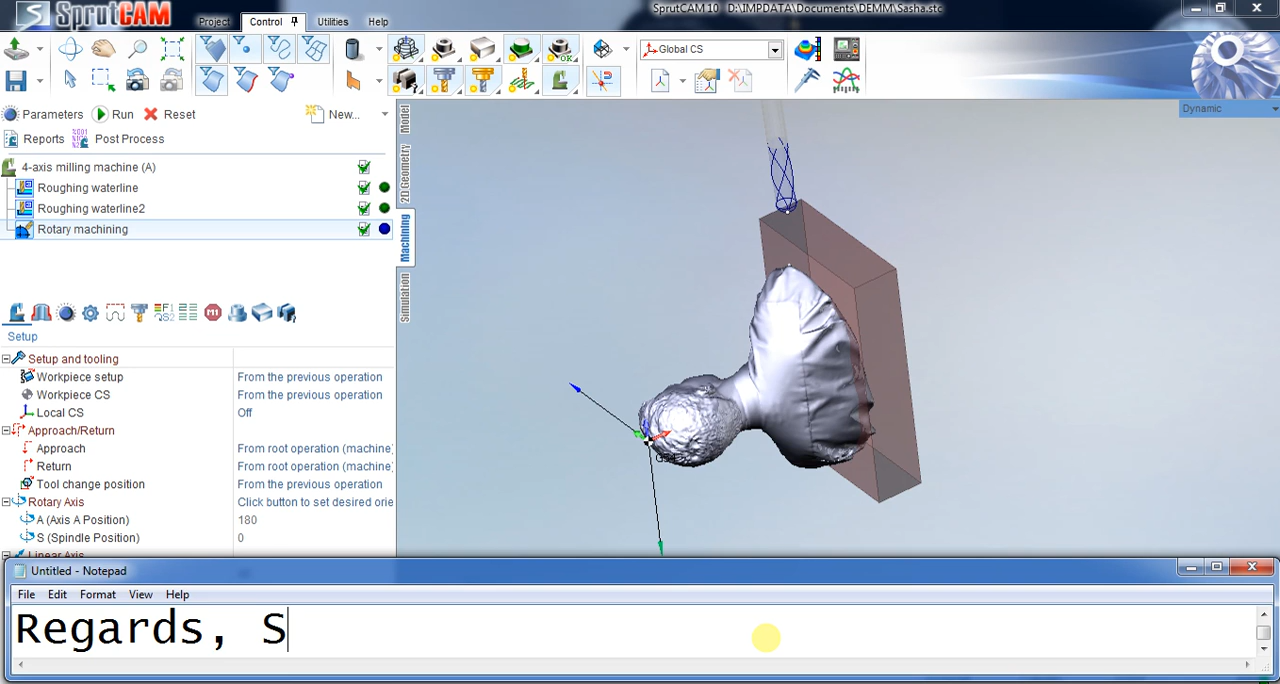 SprutCAM
Project
Control
Utilities
Help
SprutCAM 10 D:\IMPDATA\Documents\DEMM\Sasha.stc
Global CS
Dynamic
Parameters
Run
Reset
New...
Reports
Post Process
Model
2D Geometry
Machining
Simulation
4-axis milling machine (A)
Roughing waterline
Roughing waterline2
Rotary machining
Setup
Setup and tooling
Workpiece setup From the previous operation
Workpiece CS From the previous operation
Local CS Off
Approach/Return
Approach From root operation (machine)
Return From root operation (machine)
Tool change position From the previous operation
Rotary Axis Click button to set desired orie
A (Axis A Position) 180
S (Spindle Position) 0
Linear Axis
Untitled - Notepad
File Edit Format View Help
Regards, S